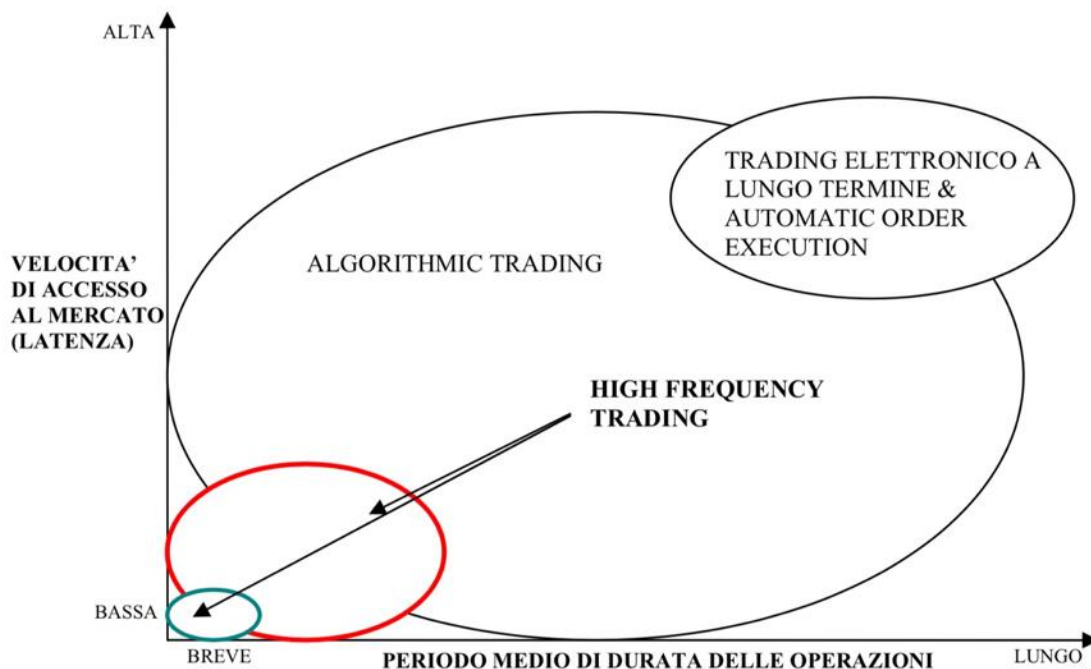 ALTA
TRADING ELETTRONICO A
LUNGO TERMINE &
AUTOMATIC ORDER
EXECUTION
ALGORITHMIC TRADING
VELOCITA’
DI ACCESSO
AL MERCATO
(LATENZA)
HIGH FREQUENCY
TRADING
BASSA
BREVE
PERIODO MEDIO DI DURATA DELLE OPERAZIONI
LUNGO